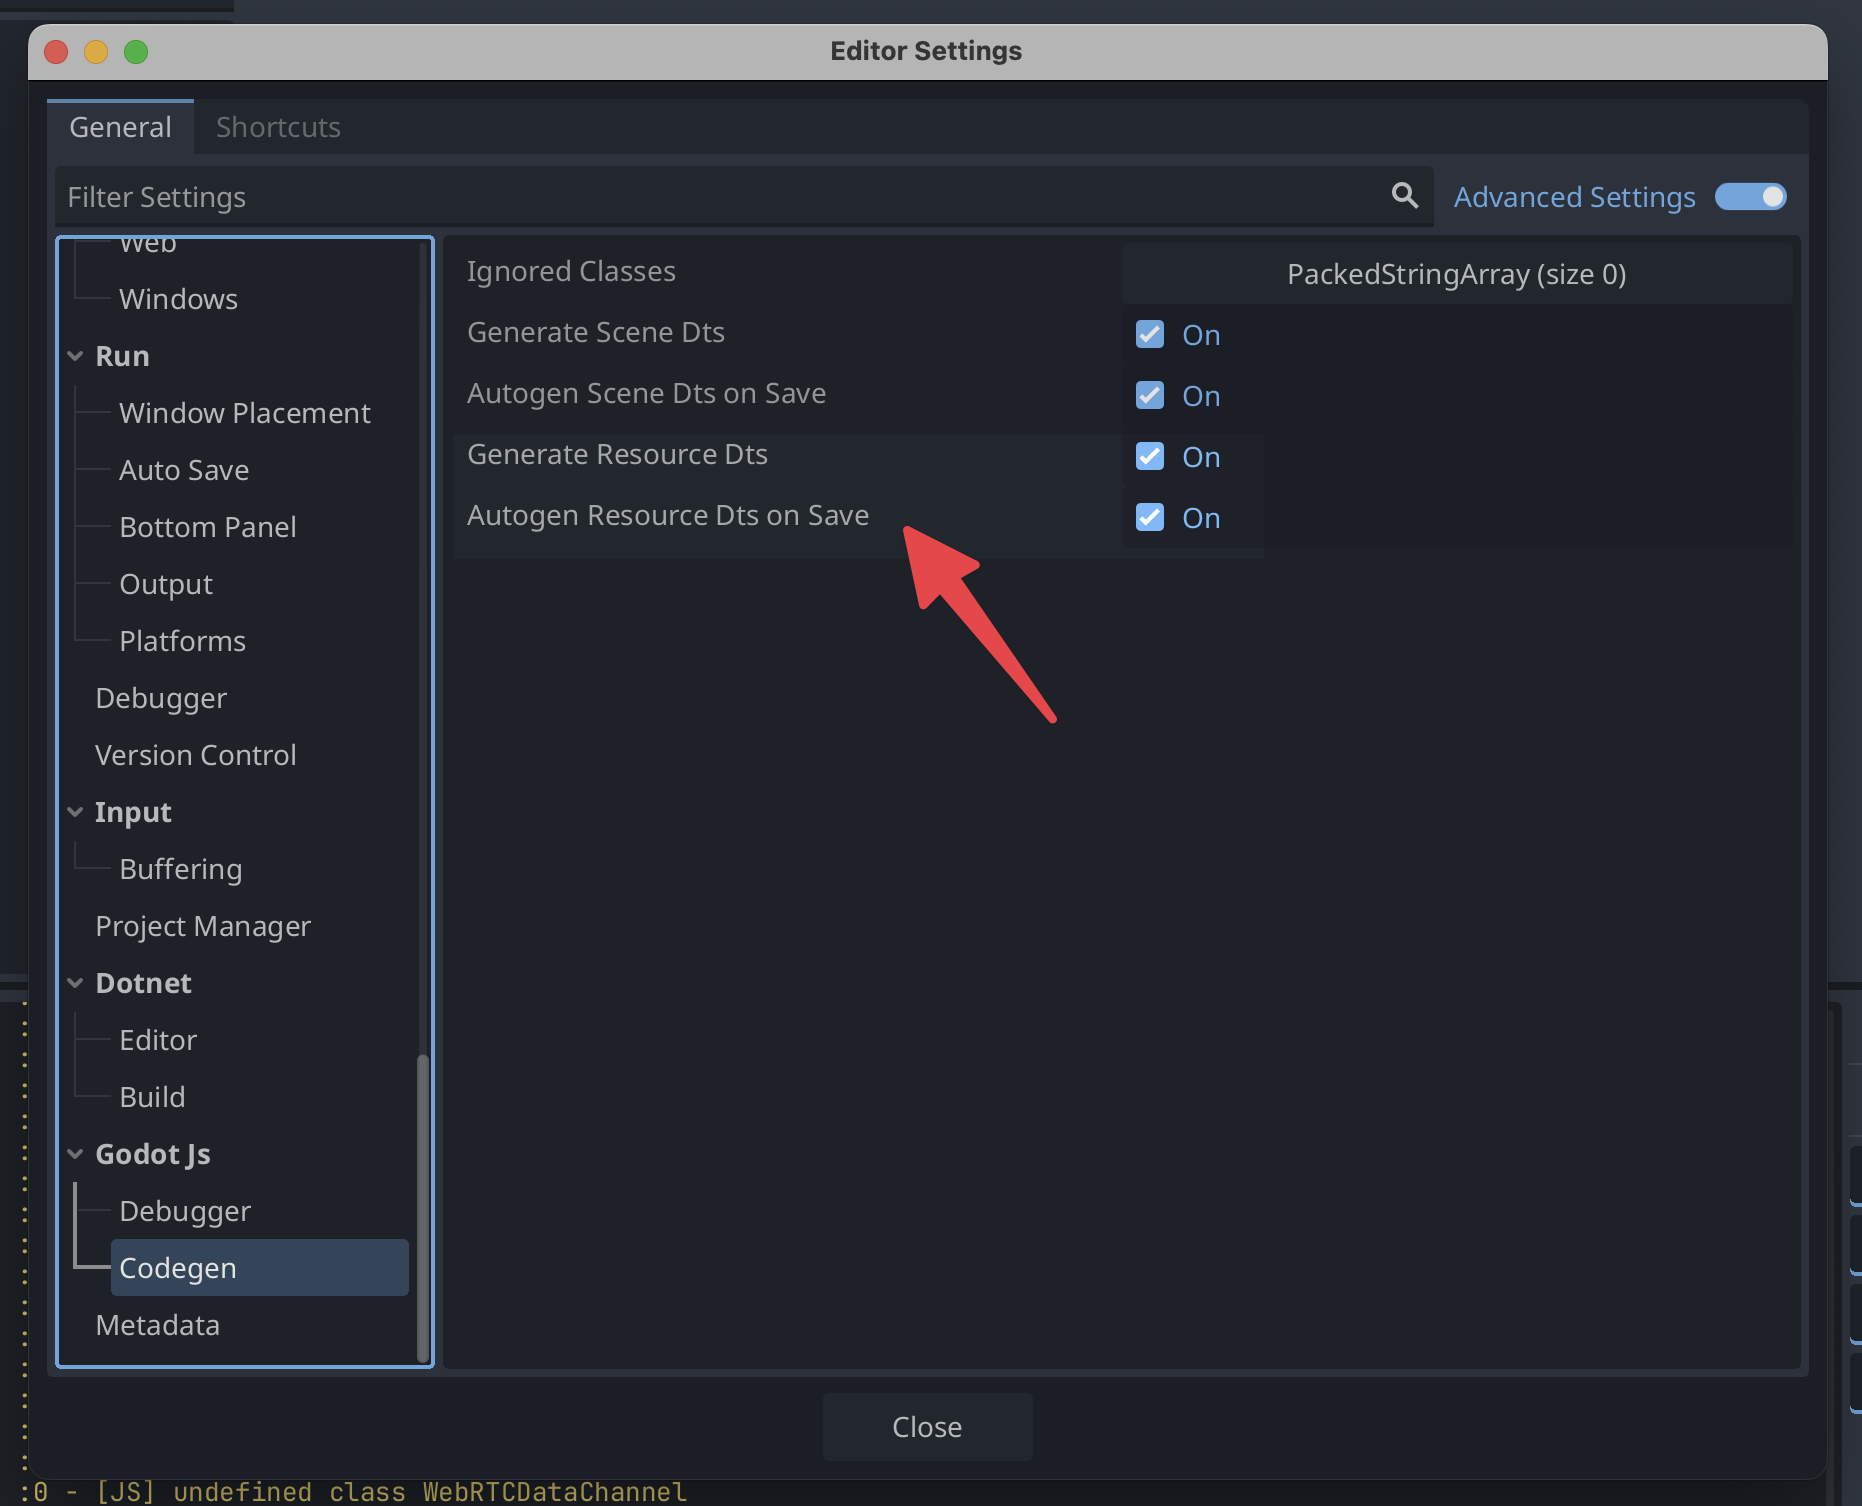 Editor Settings
General
Shortcuts
Filter Settings
Advanced Settings
Web
Windows
Run
Window Placement
Auto Save
Bottom Panel
Output
Platforms
Debugger
Version Control
Input
Buffering
Project Manager
Dotnet
Editor
Build
Godot Js
Debugger
Codegen
Metadata
Ignored Classes
PackedStringArray (size 0)
Generate Scene Dts
On
Autogen Scene Dts on Save
On
Generate Resource Dts
On
Autogen Resource Dts on Save
On
Close
:0 - [JS] undefined class WebRTCDataChannel